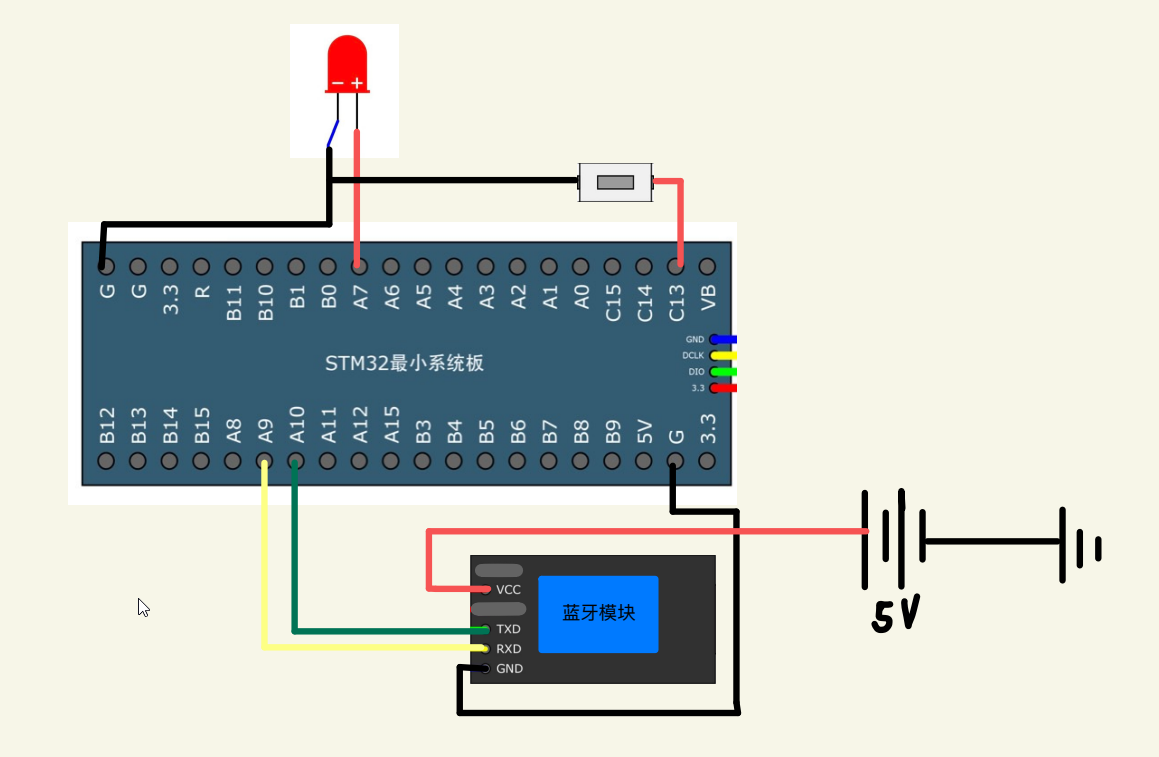 − +
G G 3.3 R B11 B10 B1 B0 A7 A6 A5 A4 A3 A2 A1 A0 C15 C14 C13 VB
GND
DCLK
DIO
3.3
STM32最小系统板
B12 B13 B14 B15 A8 A9 A10 A11 A12 A15 B3 B4 B5 B6 B7 B8 B9 5V G 3.3
VCC
TXD
RXD
GND
蓝牙模块
5V